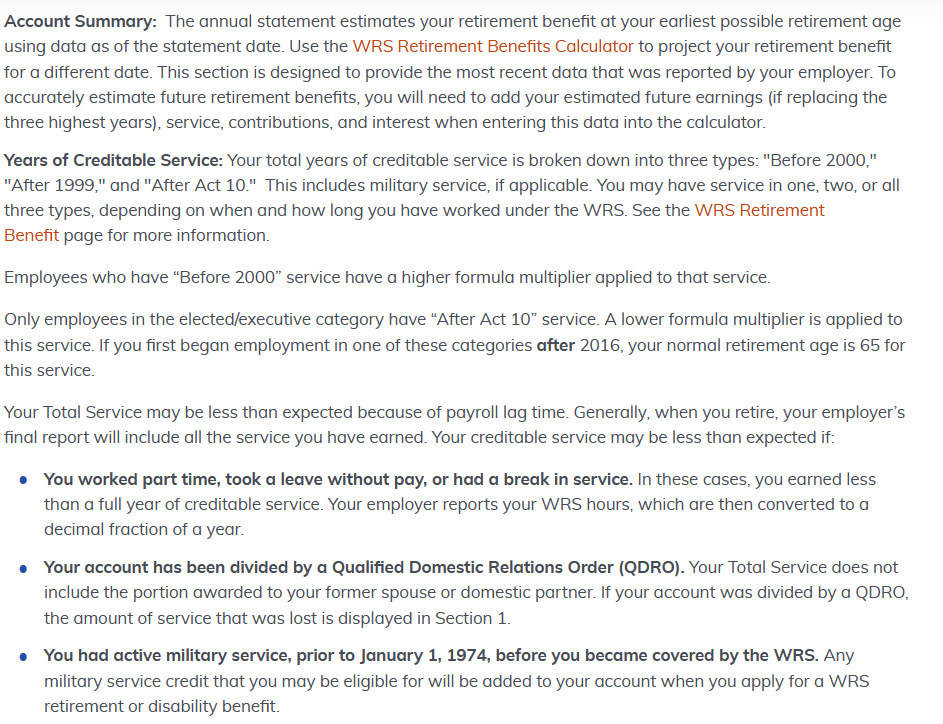 Account Summary:  The annual statement estimates your retirement benefit at your earliest possible retirement age
using data as of the statement date. Use the WRS Retirement Benefits Calculator to project your retirement benefit
for a different date. This section is designed to provide the most recent data that was reported by your employer. To
accurately estimate future retirement benefits, you will need to add your estimated future earnings (if replacing the
three highest years), service, contributions, and interest when entering this data into the calculator.
Years of Creditable Service: Your total years of creditable service is broken down into three types: "Before 2000,"
"After 1999," and "After Act 10."  This includes military service, if applicable. You may have service in one, two, or all
three types, depending on when and how long you have worked under the WRS. See the WRS Retirement
Benefit page for more information.
Employees who have “Before 2000” service have a higher formula multiplier applied to that service.
Only employees in the elected/executive category have “After Act 10” service. A lower formula multiplier is applied to
this service. If you first began employment in one of these categories after 2016, your normal retirement age is 65 for
this service.
Your Total Service may be less than expected because of payroll lag time. Generally, when you retire, your employer’s
final report will include all the service you have earned. Your creditable service may be less than expected if:
• You worked part time, took a leave without pay, or had a break in service. In these cases, you earned less
than a full year of creditable service. Your employer reports your WRS hours, which are then converted to a
decimal fraction of a year.
• Your account has been divided by a Qualified Domestic Relations Order (QDRO). Your Total Service does not
include the portion awarded to your former spouse or domestic partner. If your account was divided by a QDRO,
the amount of service that was lost is displayed in Section 1.
• You had active military service, prior to January 1, 1974, before you became covered by the WRS. Any
military service credit that you may be eligible for will be added to your account when you apply for a WRS
retirement or disability benefit.